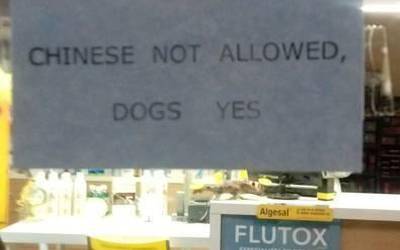 CHINESE NOT ALLOWED,
DOGS YES
Algesal
FLUTOX